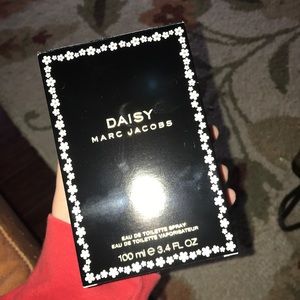 DAISY
MARC JACOBS
EAU DE TOILETTE SPRAY
EAU DE TOILETTE VAPORISATEUR
100 ml ℮ 3.4 FL OZ